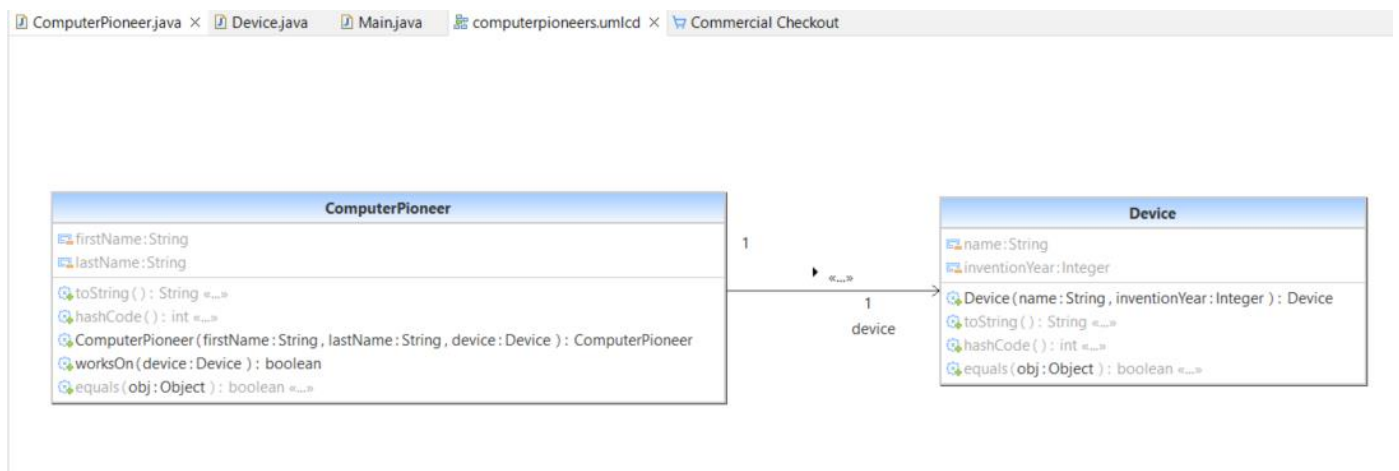 ComputerPioneer.java Device.java Main.java computerpioneers.umlcd Commercial Checkout
ComputerPioneer
firstName:String
lastName:String
toString(): String «...»
hashCode(): int «...»
ComputerPioneer(firstName:String, lastName:String, device:Device): ComputerPioneer
worksOn(device:Device): boolean
equals(obj:Object): boolean «...»
1
«...»
1
device
Device
name:String
inventionYear:Integer
Device(name:String, inventionYear:Integer): Device
toString(): String «...»
hashCode(): int «...»
equals(obj:Object): boolean «...»